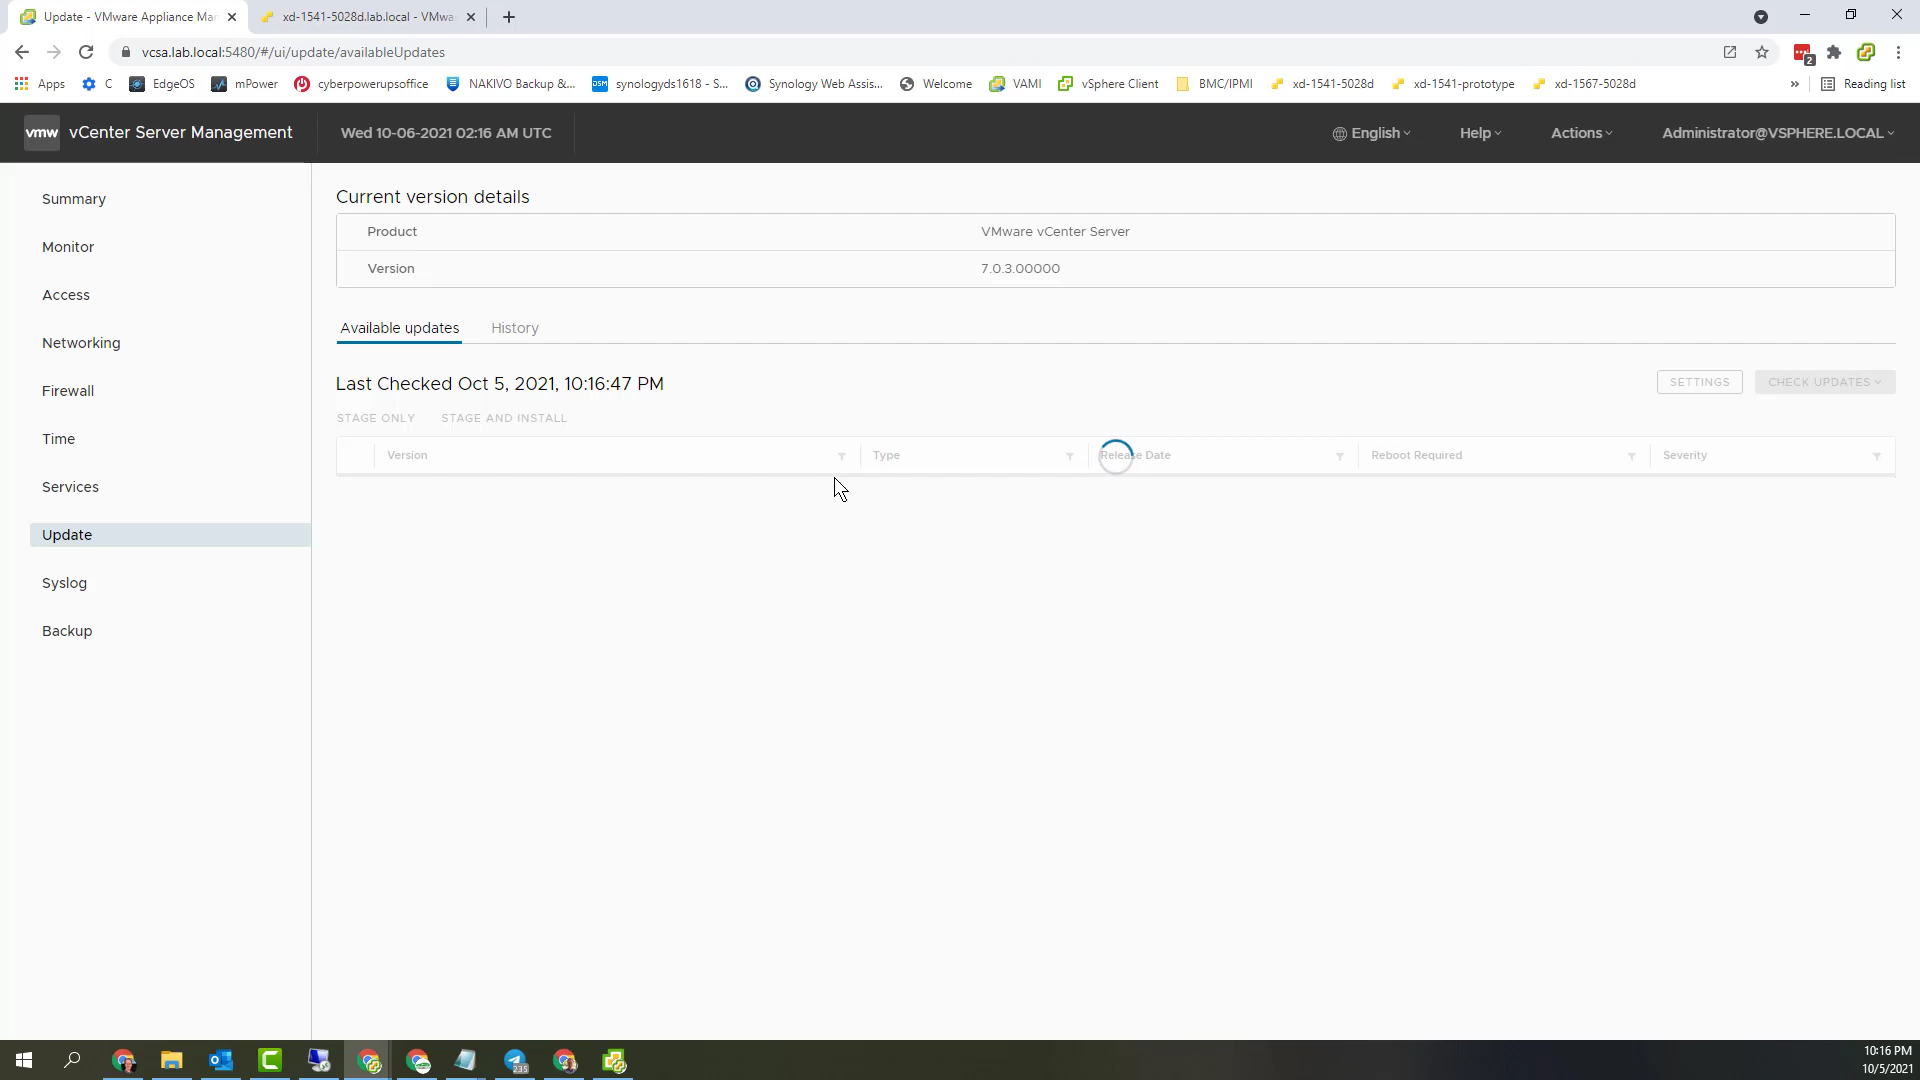 Update - VMware Appliance Ma
xd-1541-5028d.lab.local - VMwa
vcsa.lab.local:5480/#/ui/update/availableUpdates
2
Apps
C
EdgeOS
mPower
cyberpowerupsoffice
NAKIVO Backup &...
DSM
synologyds1618 - S...
Synology Web Assis...
Welcome
VAMI
vSphere Client
BMC/IPMI
xd-1541-5028d
xd-1541-prototype
xd-1567-5028d
»
Reading list
vmw
vCenter Server Management
Wed 10-06-2021 02:16 AM UTC
English
Help
Actions
Administrator@VSPHERE.LOCAL
Summary
Monitor
Access
Networking
Firewall
Time
Services
Update
Syslog
Backup
Current version details
Product VMware vCenter Server
Version 7.0.3.00000
Available updates History
Last Checked Oct 5, 2021, 10:16:47 PM
SETTINGS
CHECK UPDATES
STAGE ONLY STAGE AND INSTALL
Version Type Release Date Reboot Required Severity
235
10:16 PM
10/5/2021